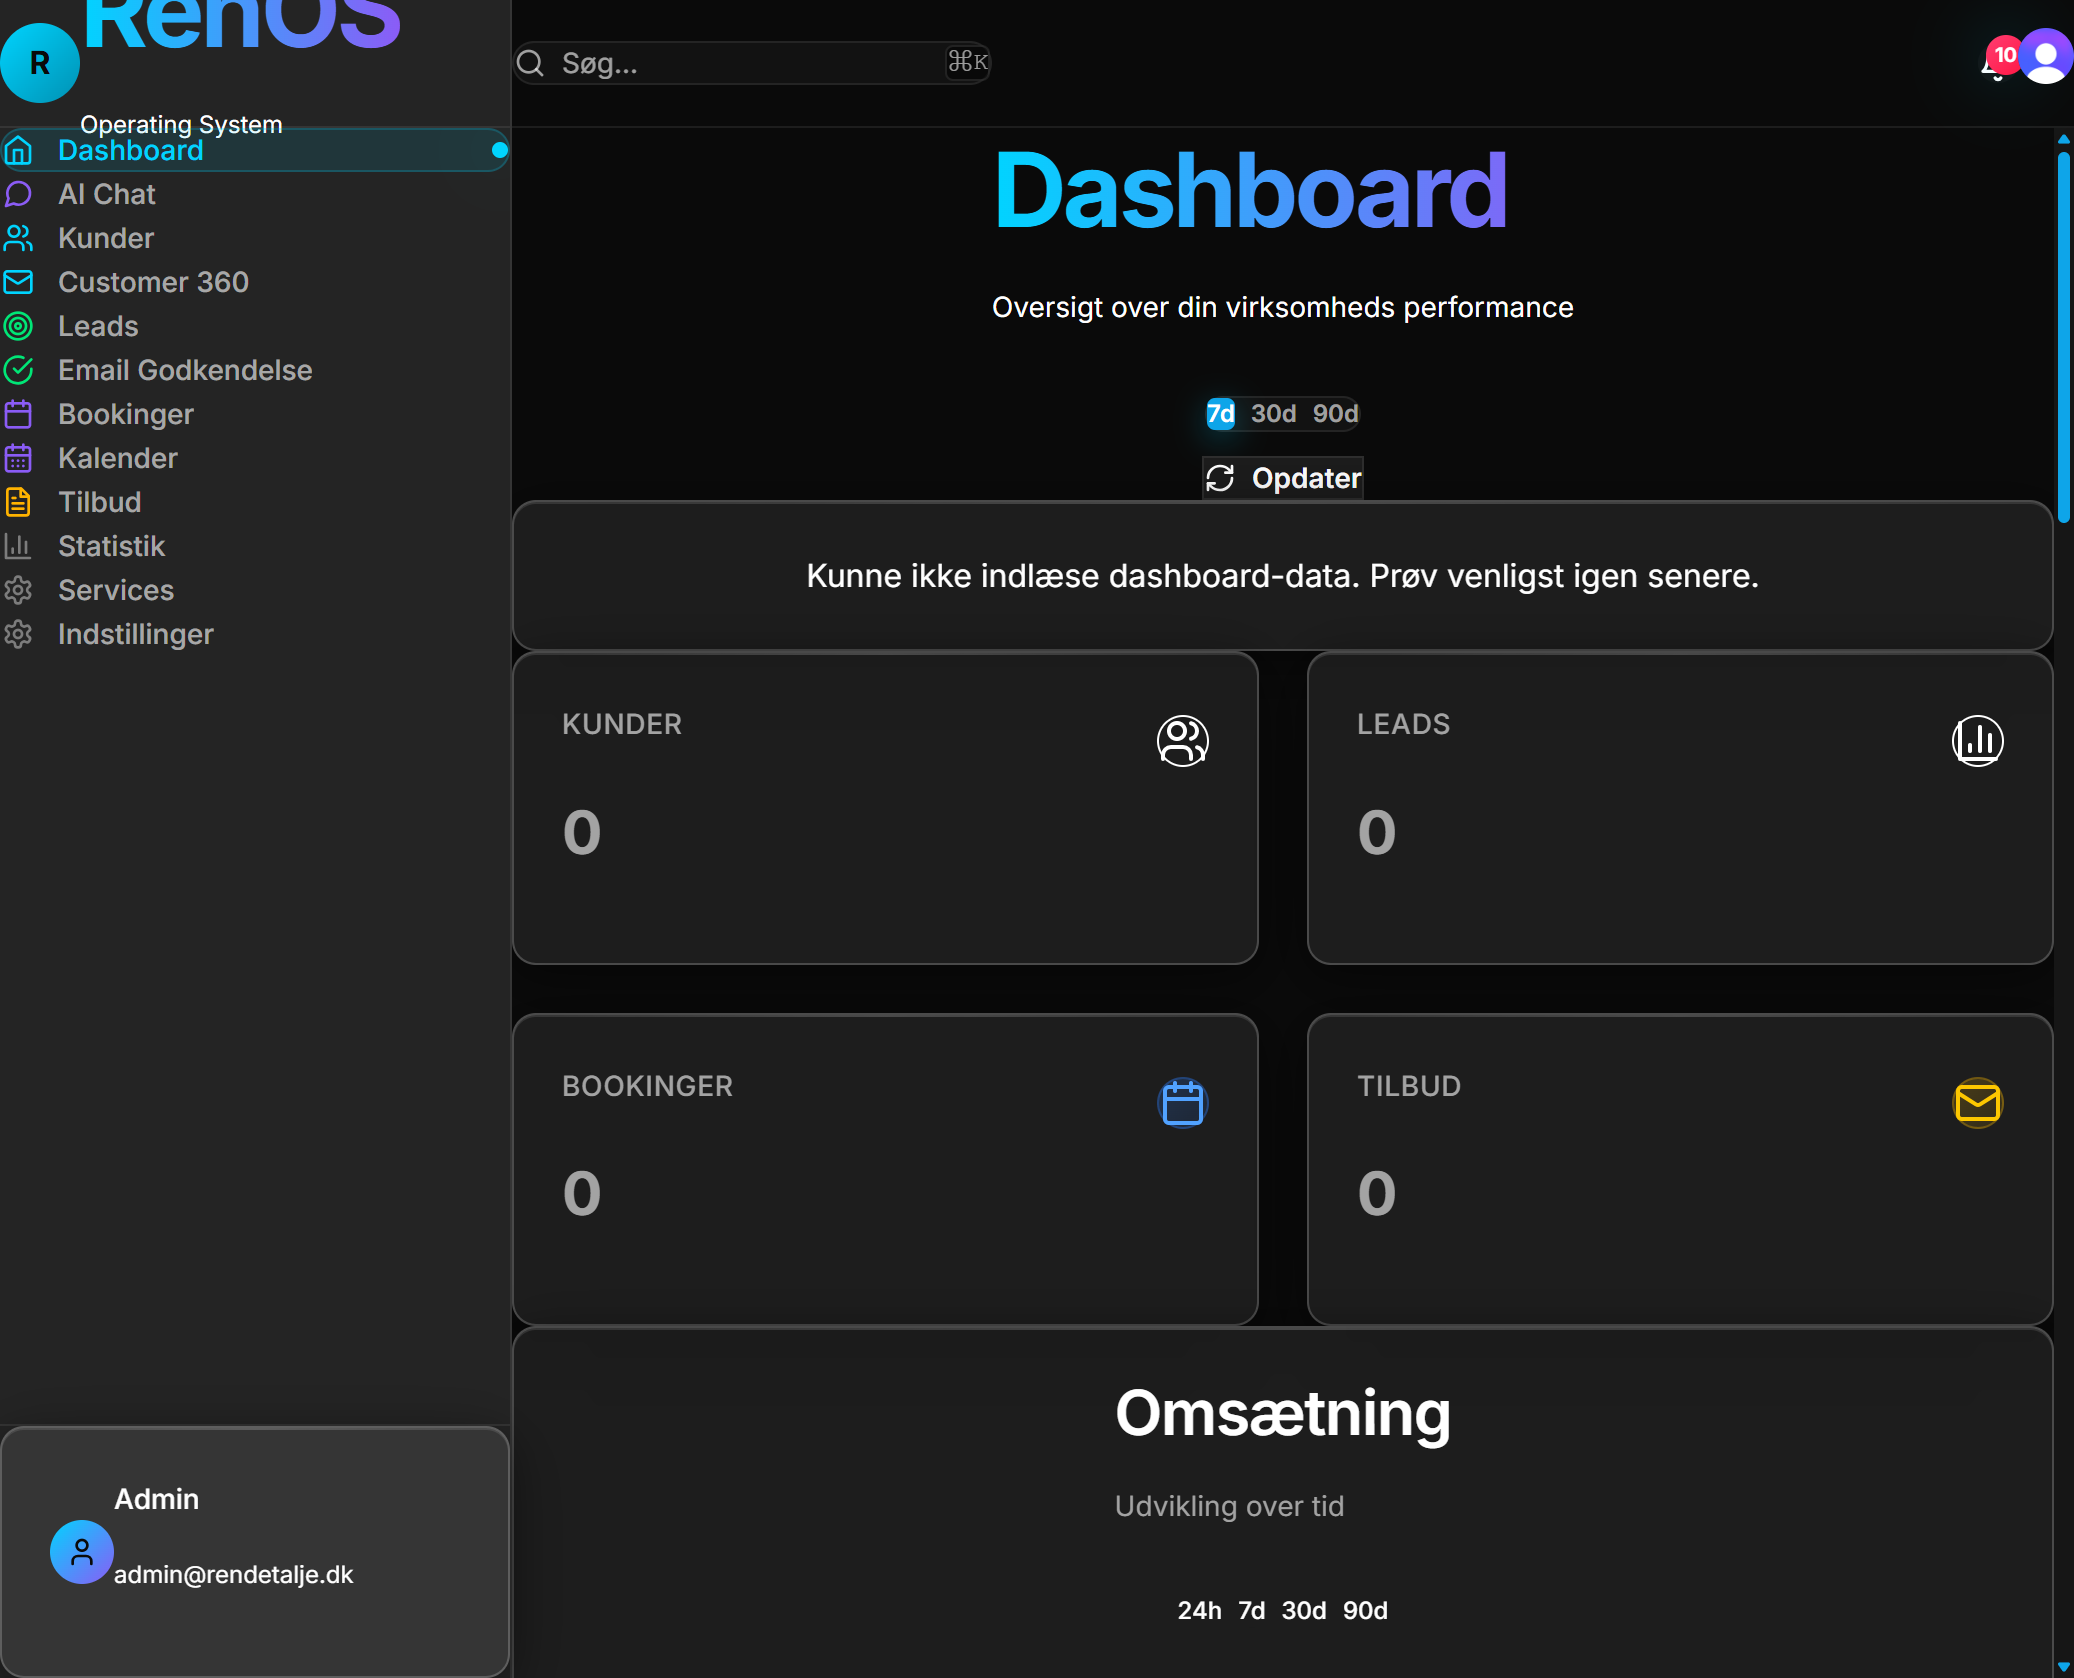 RenOS
R
Operating System
Dashboard
AI Chat
Kunder
Customer 360
Leads
Email Godkendelse
Bookinger
Kalender
Tilbud
Statistik
Services
Indstillinger
Admin
admin@rendetalje.dk
Søg...
⌘K
10
Dashboard
Oversigt over din virksomheds performance
7d 30d 90d
Opdater
Kunne ikke indlæse dashboard-data. Prøv venligst igen senere.
KUNDER
0
LEADS
0
BOOKINGER
0
TILBUD
0
Omsætning
Udvikling over tid
24h 7d 30d 90d